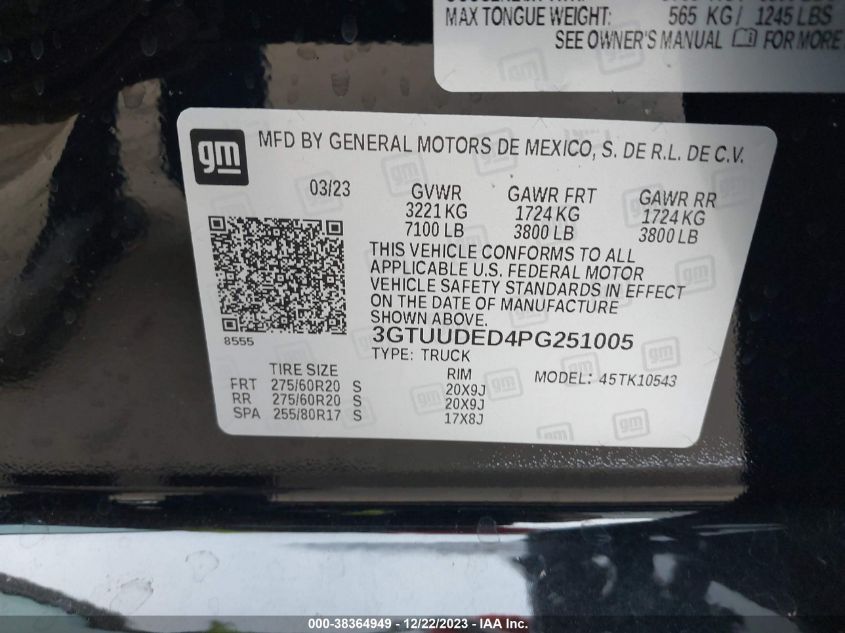 MAX TONGUE WEIGHT: 565 KG/ 1245 LBS
SEE OWNER'S MANUAL FOR MORE
gm
MFD BY GENERAL MOTORS DE MEXICO, S. DE R.L. DE C.V.
03/23 GVWR GAWR FRT GAWR RR
3221 KG 1724 KG 1724 KG
7100 LB 3800 LB 3800 LB
THIS VEHICLE CONFORMS TO ALL
APPLICABLE U.S. FEDERAL MOTOR
VEHICLE SAFETY STANDARDS IN EFFECT
ON THE DATE OF MANUFACTURE
SHOWN ABOVE.
8555
3GTUUDED4PG251005
TYPE: TRUCK
TIRE SIZE RIM MODEL: 45TK10543
FRT 275/60R20 S 20X9J
RR 275/60R20 S 20X9J
SPA 255/80R17 S 17X8J
000-38364949 - 12/22/2023 - IAA Inc.